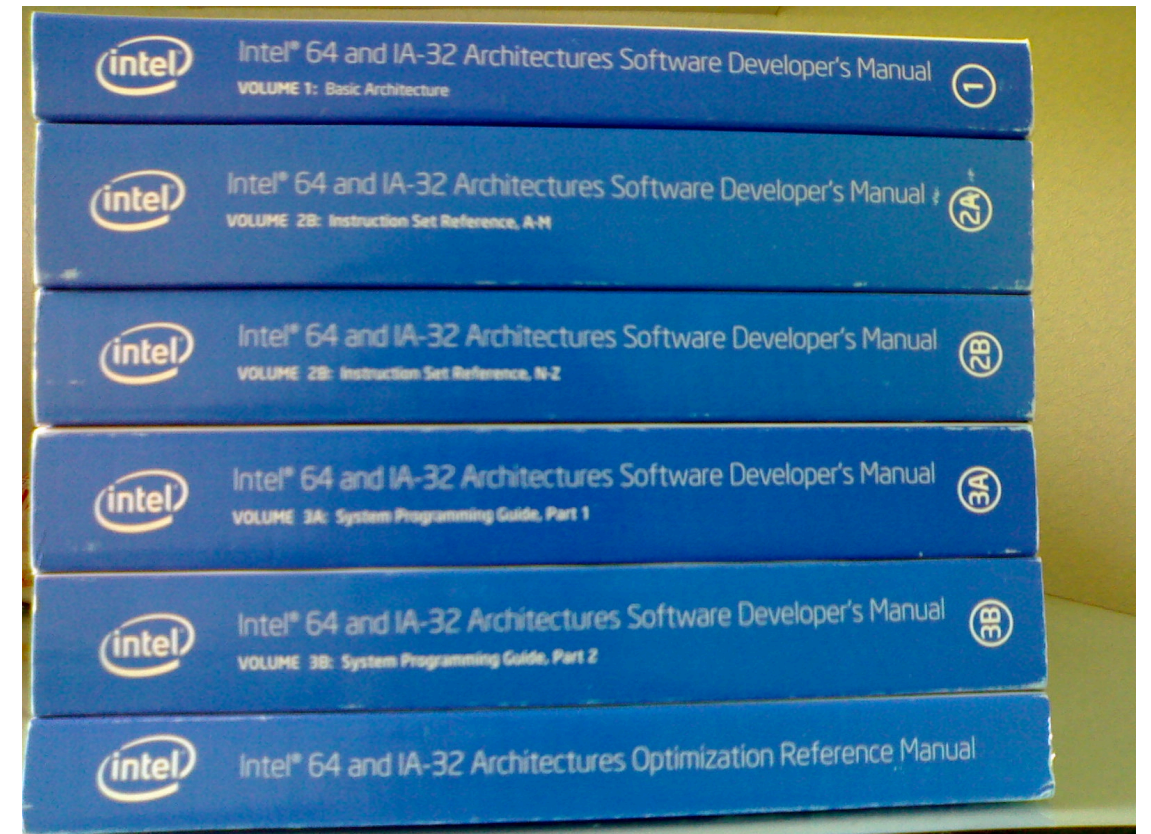 intel Intel® 64 and IA-32 Architectures Software Developer's Manual 1
VOLUME 1: Basic Architecture
intel Intel® 64 and IA-32 Architectures Software Developer's Manual 2A
VOLUME 2B: Instruction Set Reference, A-M
intel Intel® 64 and IA-32 Architectures Software Developer's Manual 2B
VOLUME 2B: Instruction Set Reference, N-Z
intel Intel® 64 and IA-32 Architectures Software Developer's Manual 3A
VOLUME 3A: System Programming Guide, Part 1
intel Intel® 64 and IA-32 Architectures Software Developer's Manual 3B
VOLUME 3B: System Programming Guide, Part 2
intel Intel® 64 and IA-32 Architectures Optimization Reference Manual